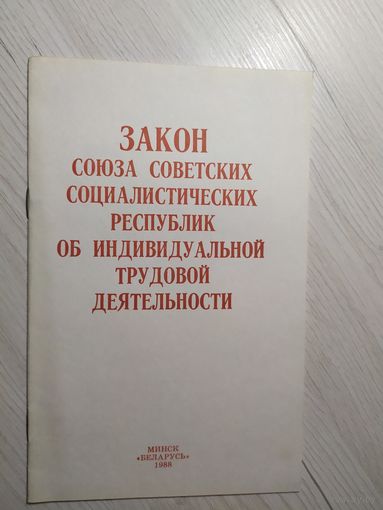 ЗАКОН
СОЮЗА СОВЕТСКИХ
СОЦИАЛИСТИЧЕСКИХ
РЕСПУБЛИК
ОБ ИНДИВИДУАЛЬНОЙ
ТРУДОВОЙ
ДЕЯТЕЛЬНОСТИ
МИНСК
«БЕЛАРУСЬ»
1988